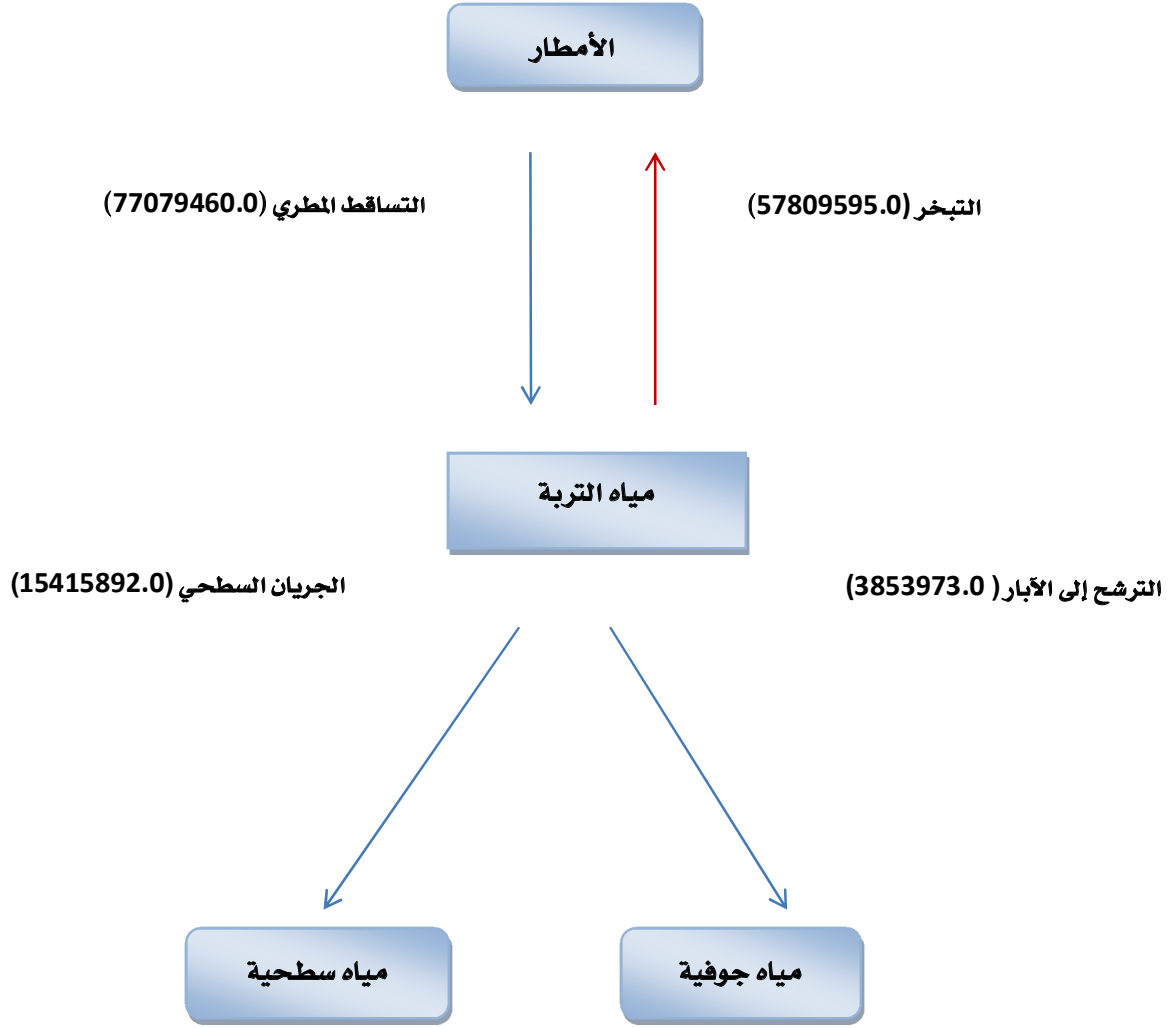 الأمطار
التبخر (57809595.0)
التساقط المطري (77079460.0)
مياه التربة
الترشح إلى الآبار ( 3853973.0)
الجريان السطحي (15415892.0)
مياه جوفية
مياه سطحية